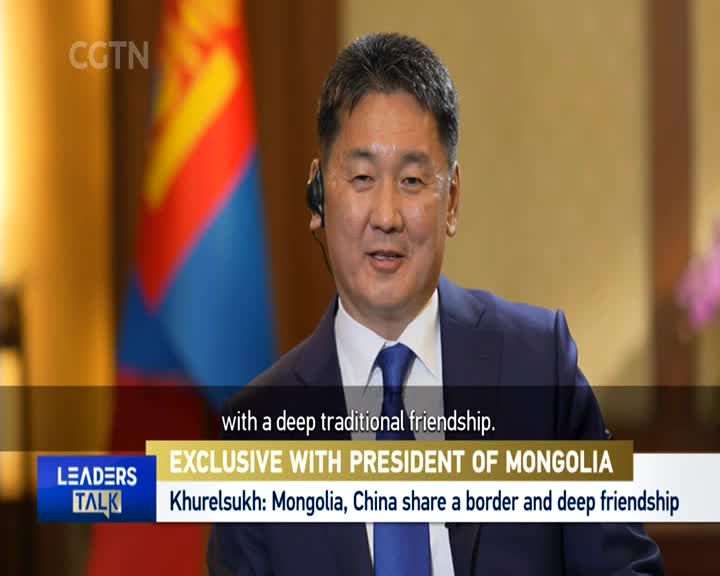 CGTN
with a deep traditional friendship.
EXCLUSIVE WITH PRESIDENT OF MONGOLIA
LEADERS
TALK
Khurelsukh: Mongolia, China share a border and deep friendship